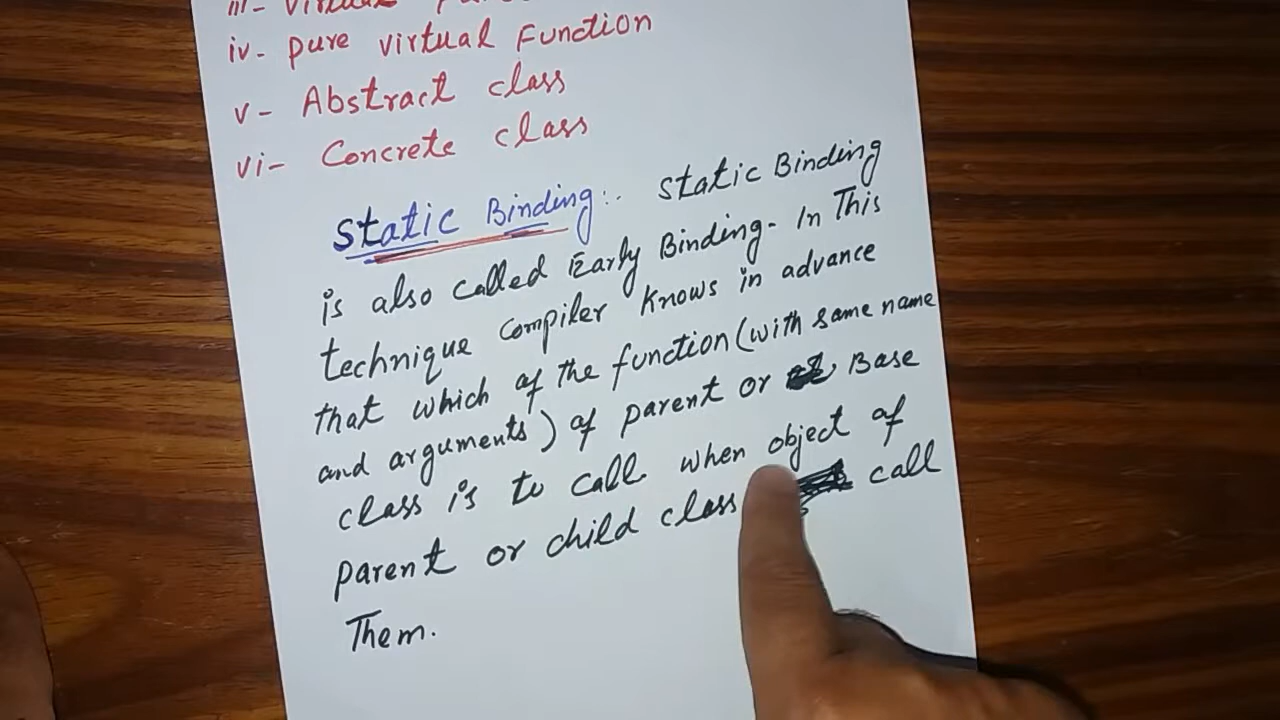 iii- virtual
iv- pure virtual Function
v- Abstract class
vi- Concrete class
Static Binding:. static Binding
is also called Early Binding- In This
technique compiler knows in advance
that which of the function (with same name
and arguments) of parent or Base
class is to call when object of
parent or child class call
Them.